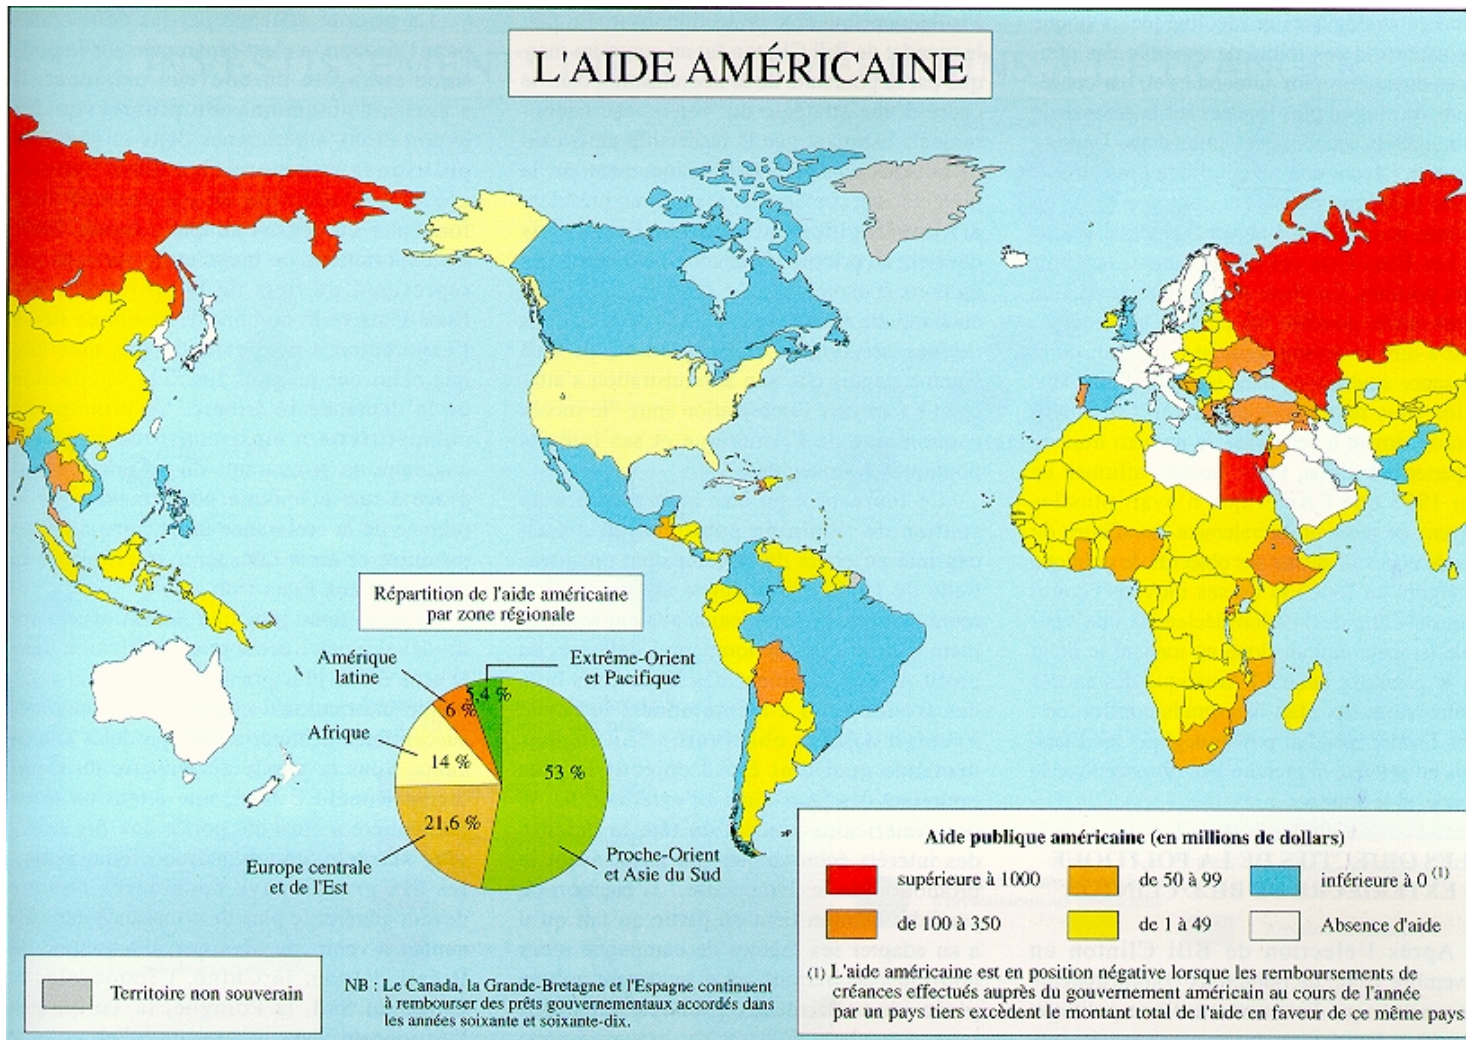 L'AIDE AMÉRICAINE
Répartition de l'aide américaine
par zone régionale
Amérique
latine
Extrême-Orient
et Pacifique
5,4 %
6 %
Afrique
14 %
53 %
21,6 %
Europe centrale
et de l'Est
Proche-Orient
et Asie du Sud
Aide publique américaine (en millions de dollars)
supérieure à 1000
de 50 à 99
inférieure à 0 (1)
de 100 à 350
de 1 à 49
Absence d'aide
(1) L'aide américaine est en position négative lorsque les remboursements de
créances effectués auprès du gouvernement américain au cours de l'année
par un pays tiers excèdent le montant total de l'aide en faveur de ce même pays
Territoire non souverain
NB : Le Canada, la Grande-Bretagne et l'Espagne continuent
à rembourser des prêts gouvernementaux accordés dans
les années soixante et soixante-dix.